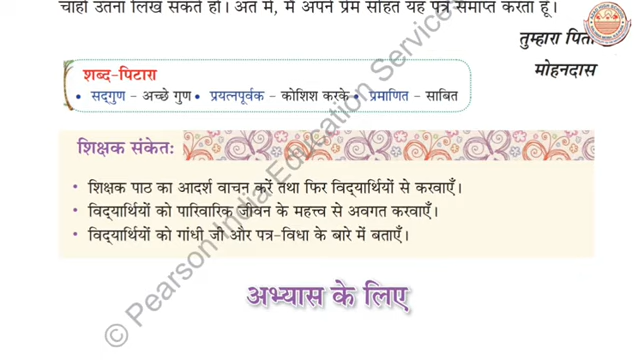 चाहो उतना लिख सकते हो। अंत में, मैं अपने प्रेम सहित यह पत्र समाप्त करता हूँ।
तुम्हारा पिता
मोहनदास
शब्द-पिटारा
• सद्गुण – अच्छे गुण • प्रयत्नपूर्वक – कोशिश करके • प्रमाणित – साबित
शिक्षक संकेतः
• शिक्षक पाठ का आदर्श वाचन करें तथा फिर विद्यार्थियों से करवाएँ।
• विद्यार्थियों को पारिवारिक जीवन के महत्त्व से अवगत करवाएँ।
• विद्यार्थियों को गांधी जी और पत्र-विधा के बारे में बताएँ।
अभ्यास के लिए
© Pearson India Education Service